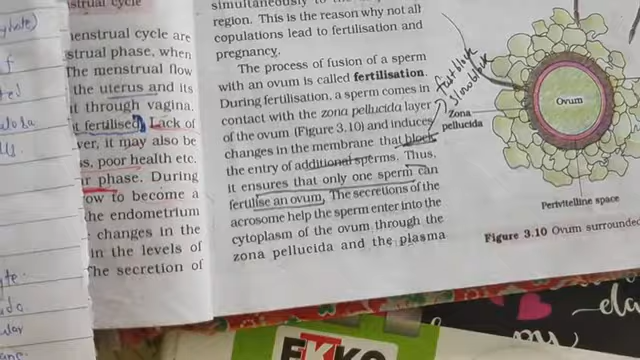 strual cycle
menstrual cycle are
strual phase, when
The menstrual flow
the uterus and its
t through vagina.
t fertilised. Lack of
ver, it may also be
s, poor health etc.
r phase. During
ow to become a
he endometrium
changes in the
in the levels of
The secretion of
simultaneously to the
region. This is the reason why not all
copulations lead to fertilisation and
pregnancy.
The process of fusion of a sperm
with an ovum is called fertilisation.
During fertilisation, a sperm comes in
contact with the zona pellucida layer
of the ovum (Figure 3.10) and induces
changes in the membrane that block
the entry of additional sperms. Thus,
it ensures that only one sperm can
fertilise an ovum. The secretions of the
acrosome help the sperm enter into the
cytoplasm of the ovum through the
zona pellucida and the plasma
fast block
slow block
Ovum
Zona
pellucida
Perivitelline space
Figure 3.10 Ovum surrounded
EKKO